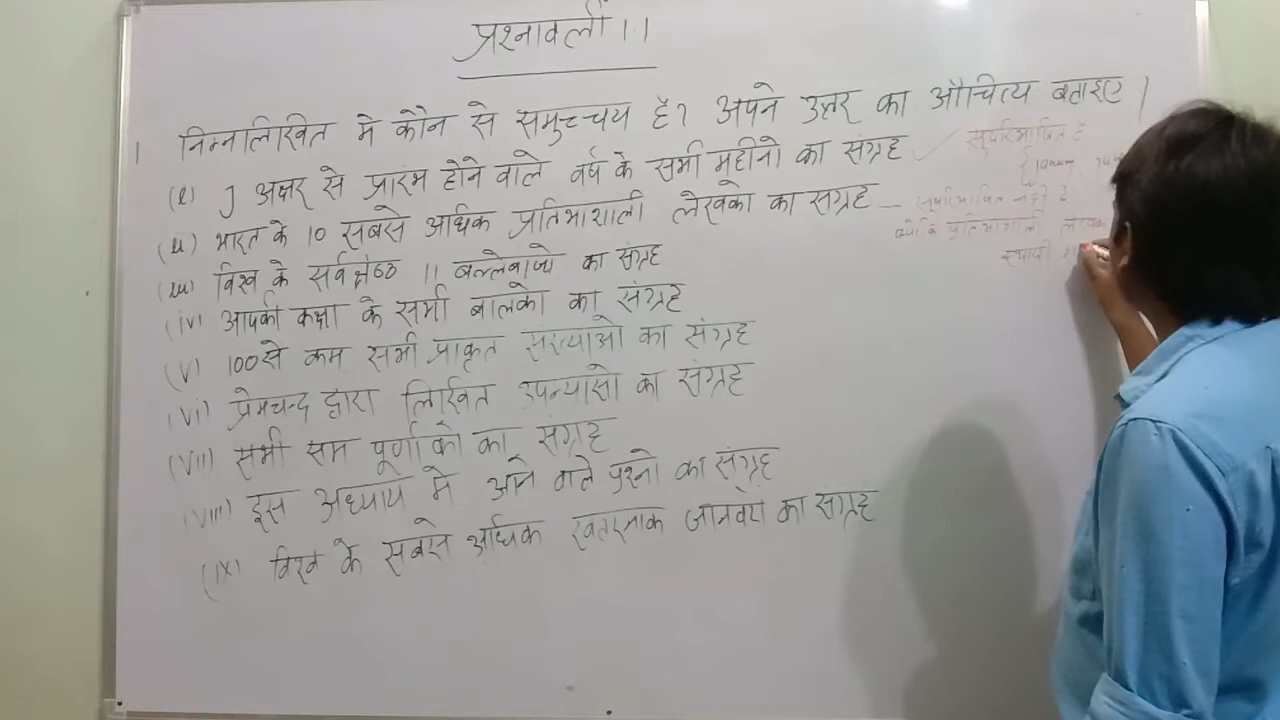 प्रश्नावली 1.1
1 निम्नलिखित मे कौन से समुच्चय है? अपने उत्तर का औचित्य बताइए।
(i) J अक्षर से प्रारंभ होने वाले वर्ष के सभी महीनो का संग्रह ✓ सुपरिभाषित है
{January,
(ii) भारत के 10 सबसे अधिक प्रतिभाशाली लेखको का संग्रह – सुपरिभाषित नही है
क्योकि प्रतिभाशाली
(iii) विश्व के सर्वश्रेष्ठ 11 बल्लेबाजो का संग्रह
(iv) आपकी कक्षा के सभी बालको का संग्रह
(v) 100 से कम सभी प्राकृत संख्याओ का संग्रह
(vi) प्रेमचन्द द्वारा लिखित उपन्यासो का संग्रह
(viii) सभी सम पूर्णाको का संग्रह
(viii) इस अध्याय मे आने वाले प्रश्नो का संग्रह
(ix) विश्व के सबसे अधिक खतरनाक जानवरो का संग्रह